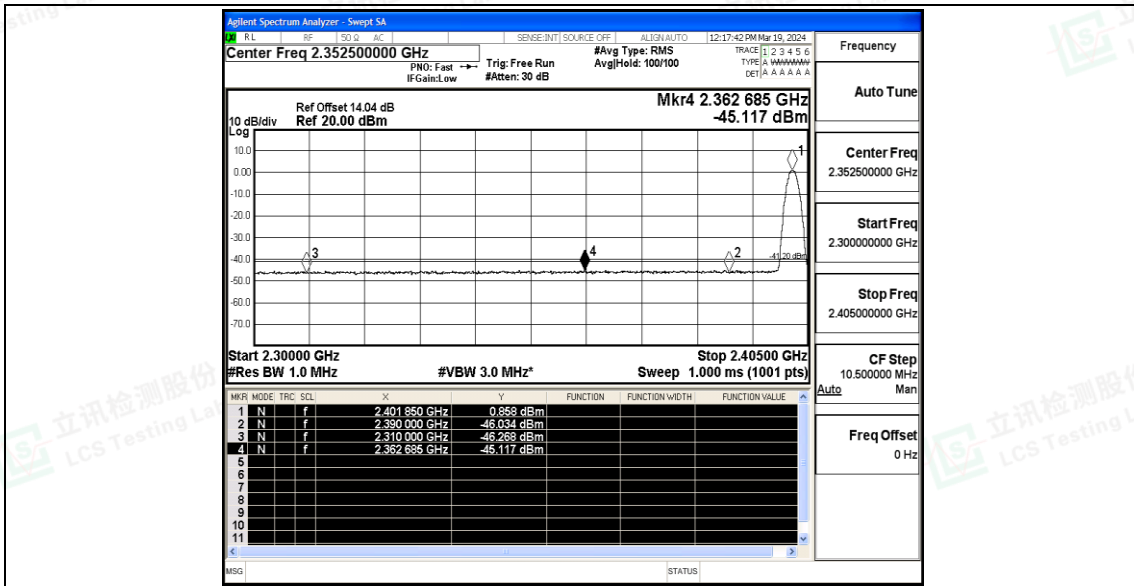 Agilent Spectrum Analyzer - Swept SA
LXI RL RF 50 Ω AC SENSE:INT SOURCE OFF ALIGN AUTO 12:17:42 PM Mar 19, 2024
Center Freq 2.352500000 GHz
PNO: Fast
IFGain:Low
Trig: Free Run
#Atten: 30 dB
#Avg Type: RMS
Avg|Hold: 100/100
TRACE 1 2 3 4 5 6
TYPE A WWWWW
DET A A A A A A
Ref Offset 14.04 dB
Ref 20.00 dBm
10 dB/div
Log
Mkr4 2.362 685 GHz
-45.117 dBm
10.0
0.00
-10.0
-20.0
-30.0
-40.0
-50.0
-60.0
-70.0
1
3
4
2
-41.20 dBm
Start 2.30000 GHz
Stop 2.40500 GHz
#Res BW 1.0 MHz
#VBW 3.0 MHz*
Sweep 1.000 ms (1001 pts)
MKR MODE TRC SCL X Y FUNCTION FUNCTION WIDTH FUNCTION VALUE
1 N f 2.401 850 GHz 0.858 dBm
2 N f 2.390 000 GHz -46.034 dBm
3 N f 2.310 000 GHz -46.268 dBm
4 N f 2.362 685 GHz -45.117 dBm
5
6
7
8
9
10
11
MSG
STATUS
Frequency
Auto Tune
Center Freq
2.352500000 GHz
Start Freq
2.300000000 GHz
Stop Freq
2.405000000 GHz
CF Step
10.500000 MHz
Auto Man
Freq Offset
0 Hz
立讯检测股份
LCS Testing Lab
立讯检测股份
LCS Testing L